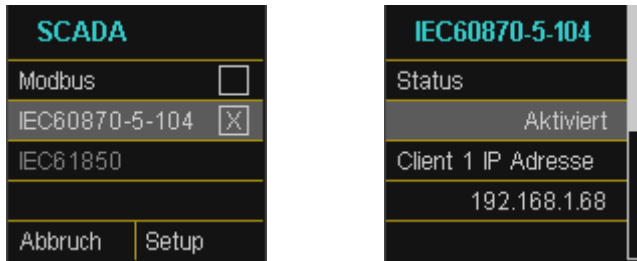 SCADA
Modbus
IEC60870-5-104 X
IEC61850
Abbruch Setup
IEC60870-5-104
Status
Aktiviert
Client 1 IP Adresse
192.168.1.68